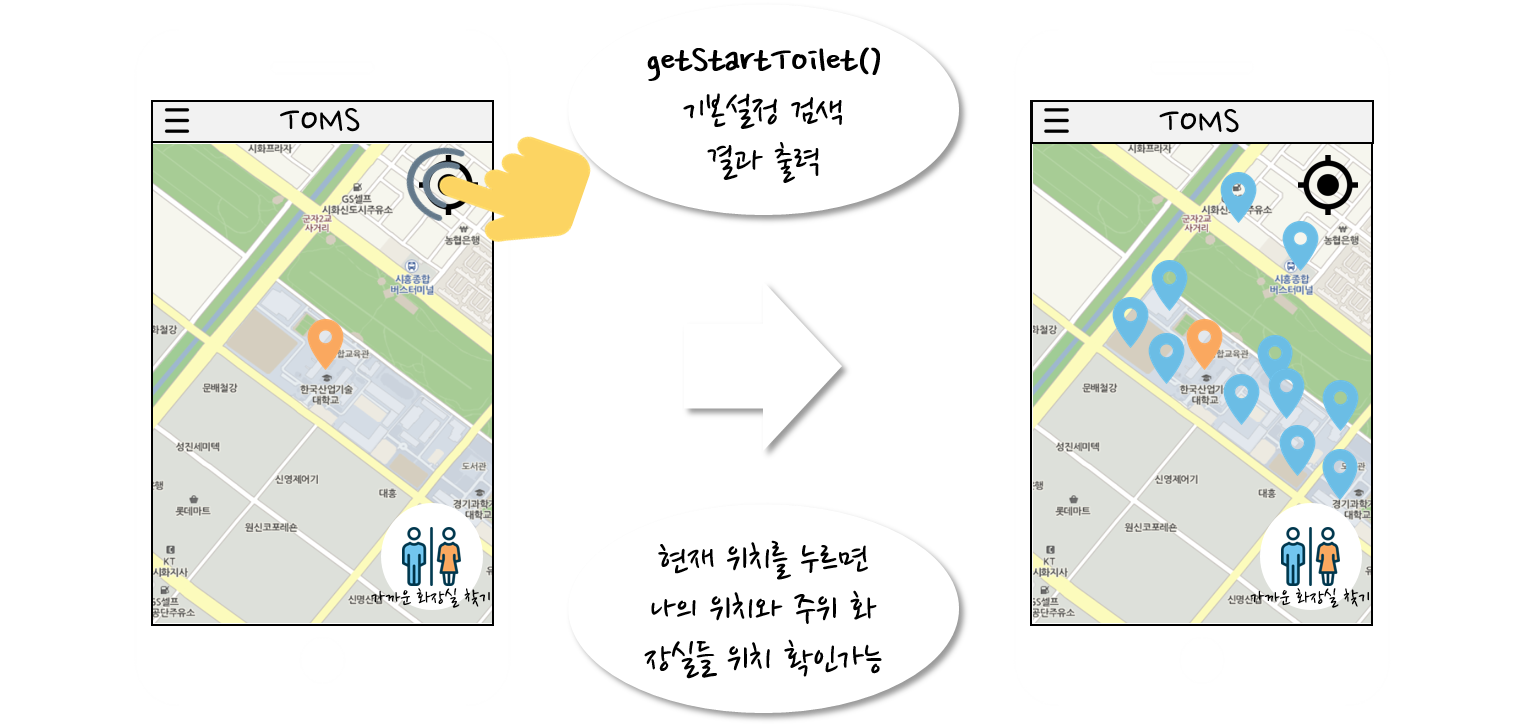 TOMS
시화프라자
GS셀프
시화신도시주유소
군자2교
사거리
농협은행
시흥종합
버스터미널
화철강
합교육관
한국산업기술
대학교
문배철강
성진세미텍
신영제어기
도서관
대흥
경기과학기
대학교
롯데마트
원신코포레숀
KT
시화지사
GS셀프
공단주유소
신명신
가까운 화장실 찾기
getStartToilet()
기본설정 검색
결과 출력
현재 위치를 누르면
나의 위치와 주위 화
장실들 위치 확인가능
TOMS
시화프라자
시화신도시주유소
군자2교
사거리
농협은행
시흥종합
버스터미널
화철강
합교육관
한국산업기
대학교
문배철강
성진세미텍
신영제어기
도서관
대흥
경기과학기
대학교
롯데마트
원신코포레숀
KT
시화지사
GS셀프
공단주유소
신명신
가까운 화장실 찾기